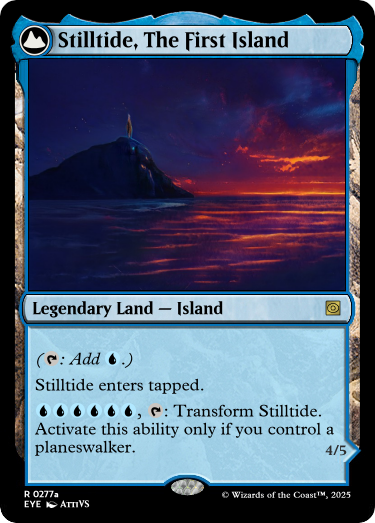 Stilltide, The First Island
Legendary Land — Island
(: Add .)
Stilltide enters tapped.
, : Transform Stilltide.
Activate this ability only if you control a
planeswalker.
4/5
R 0277a
EYE AttiVS
© Wizards of the Coast™, 2025